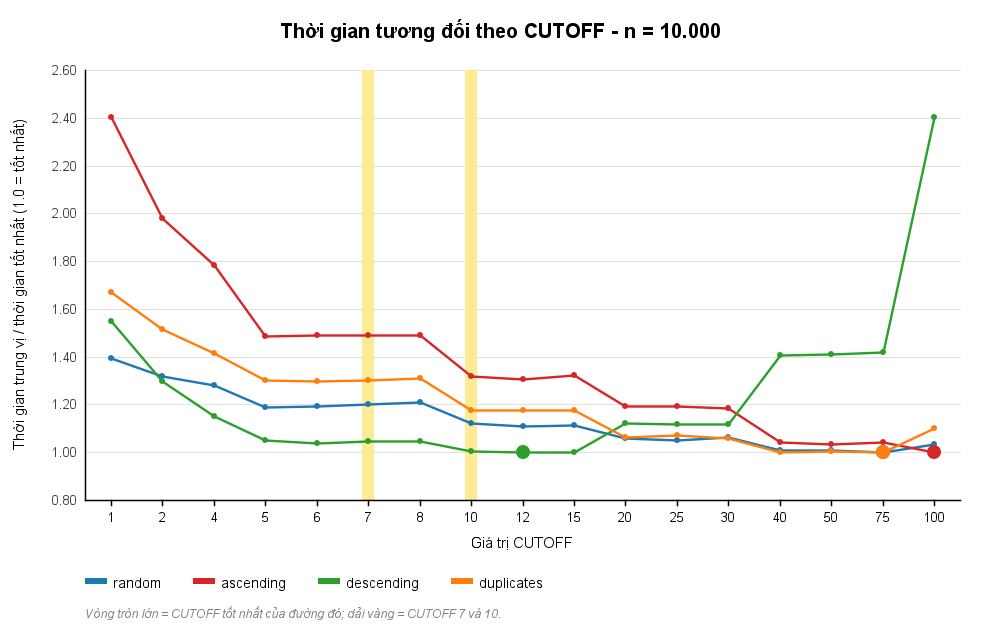 Thời gian tương đối theo CUTOFF - n = 10.000
Thời gian trung vị / thời gian tốt nhất (1.0 = tốt nhất)
2.60
2.40
2.20
2.00
1.80
1.60
1.40
1.20
1.00
0.80
1 2 4 5 6 7 8 10 12 15 20 25 30 40 50 75 100
Giá trị CUTOFF
random ascending descending duplicates
Vòng tròn lớn = CUTOFF tốt nhất của đường đó; dải vàng = CUTOFF 7 và 10.